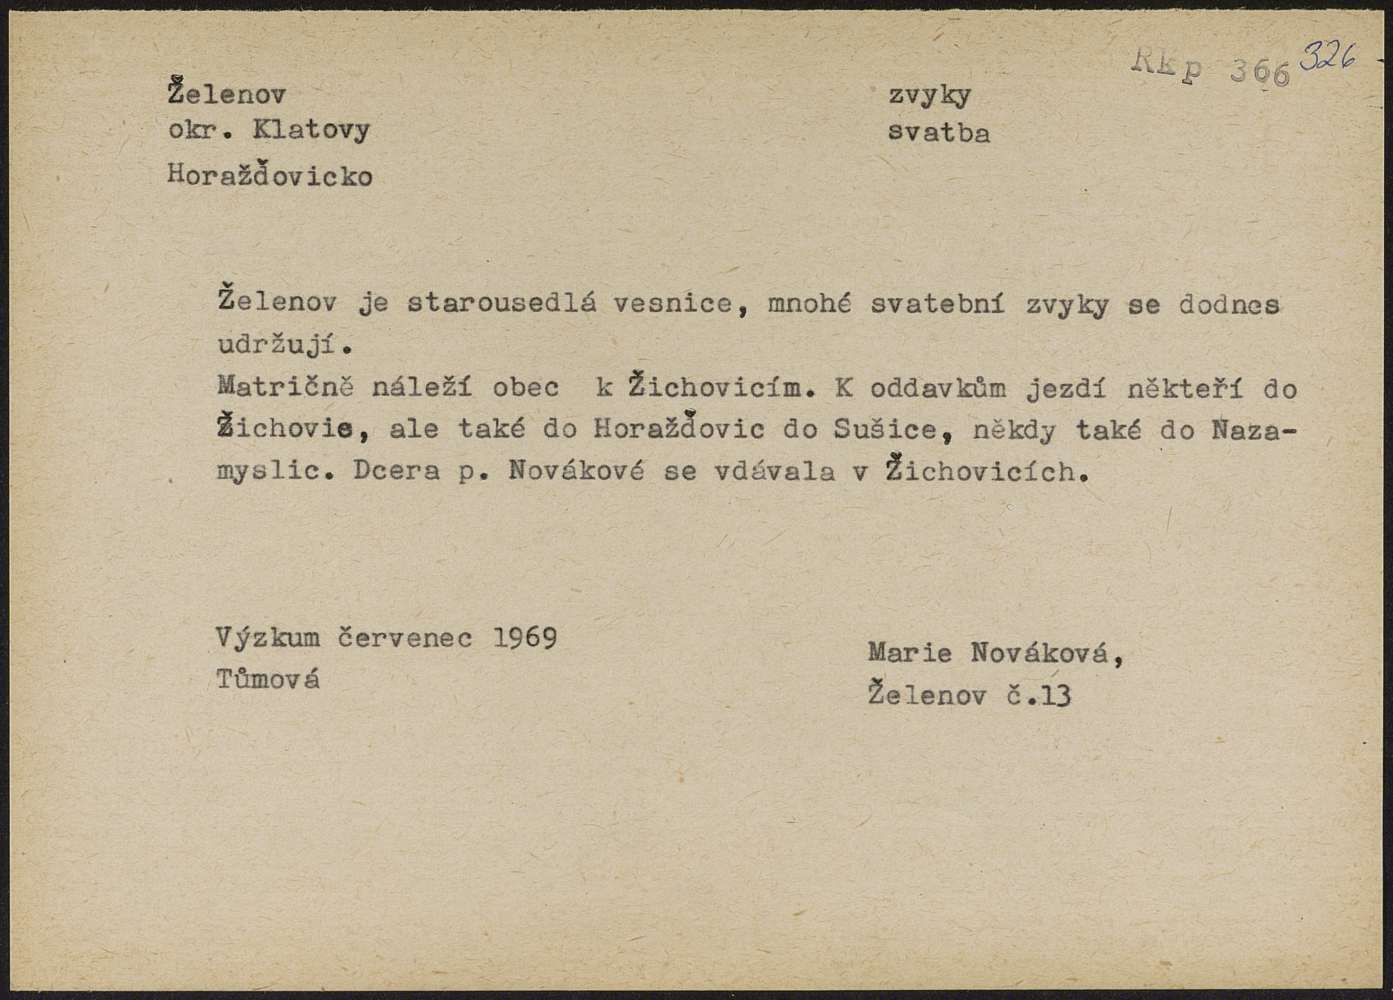 Rkp 366 326
Želenov
okr. Klatovy
Horažďovicko
zvyky
svatba
Želenov je starousedlá vesnice, mnohé svatební zvyky se dodnes
udržují.
Matričně náleží obec k Žichovicím. K oddavkům jezdí někteří do
Žichovic, ale také do Horažďovic do Sušice, někdy také do Naza-
myslic. Dcera p. Novákové se vdávala v Žichovicích.
Výzkum červenec 1969
Tůmová
Marie Nováková,
Želenov č.13